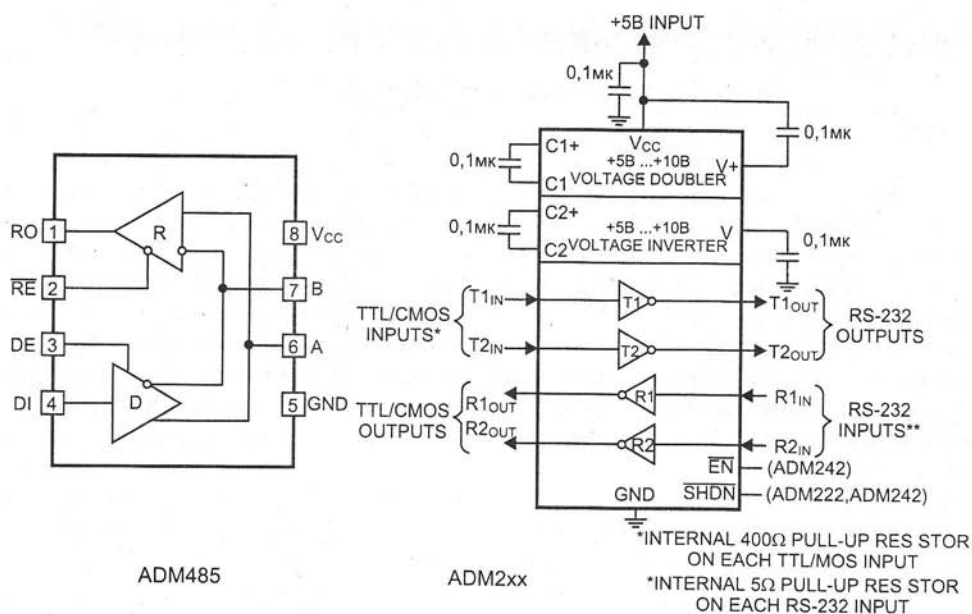 +5B INPUT
0,1мк
0,1мк
C1+
VCC
0,1мк
+5B ...+10B
V+
C1
VOLTAGE DOUBLER
C2+
0,1мк
+5B ...+10B
V
C2
VOLTAGE INVERTER
0,1мк
RO 1
R
8 VCC
RE 2
7 B
DE 3
6 A
DI 4
D
5 GND
TTL/CMOS
INPUTS*
T1IN
T1
T1OUT
T2IN
T2
T2OUT
RS-232
OUTPUTS
TTL/CMOS
OUTPUTS
R1OUT
R1
R1IN
R2OUT
R2
R2IN
RS-232
INPUTS**
EN (ADM242)
GND
SHDN (ADM222,ADM242)
*INTERNAL 400Ω PULL-UP RES STOR
ON EACH TTL/MOS INPUT
*INTERNAL 5Ω PULL-UP RES STOR
ON EACH RS-232 INPUT
ADM485
ADM2xx